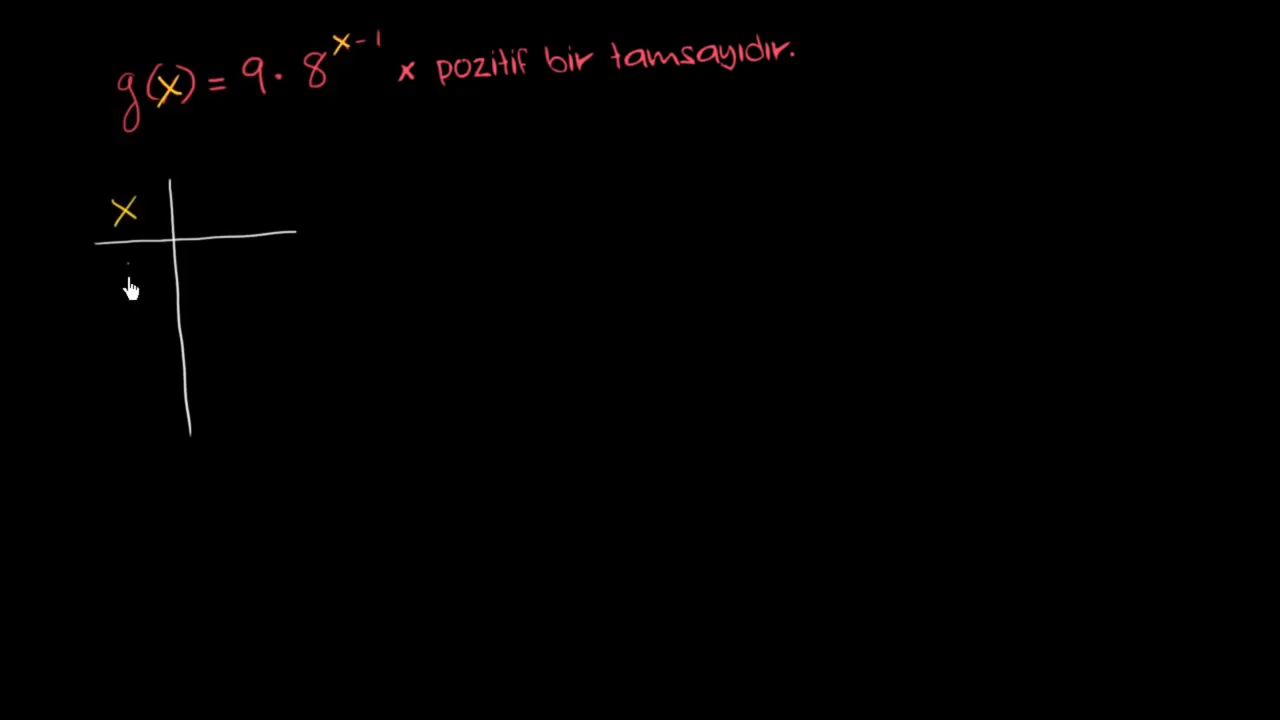 g(x) = 9 · 8^{x-1} x pozitif bir tamsayıdır.
x